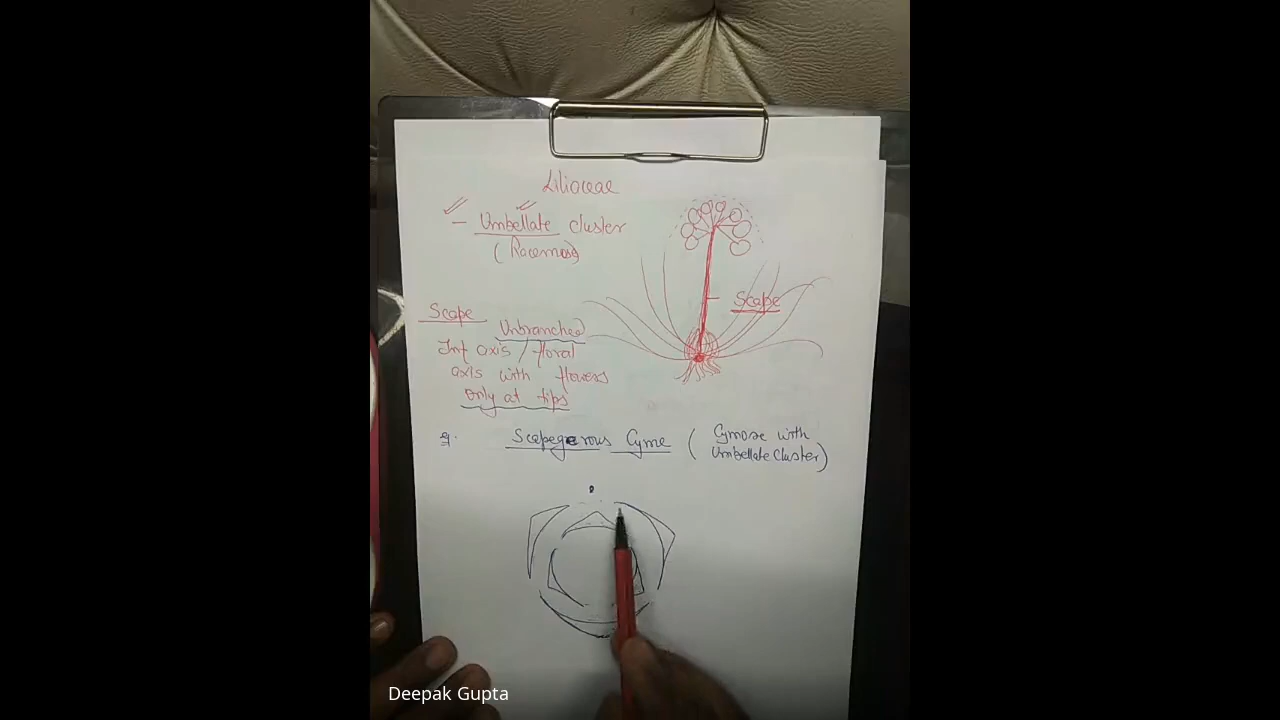 Liliaceae
- Umbellate cluster
(Racemose)
Scape
Scape
Unbranched
Inf axis / floral
axis with flowers
only at tips
Scapegerous Cyme (Cymose with
Umbellate cluster)
Deepak Gupta